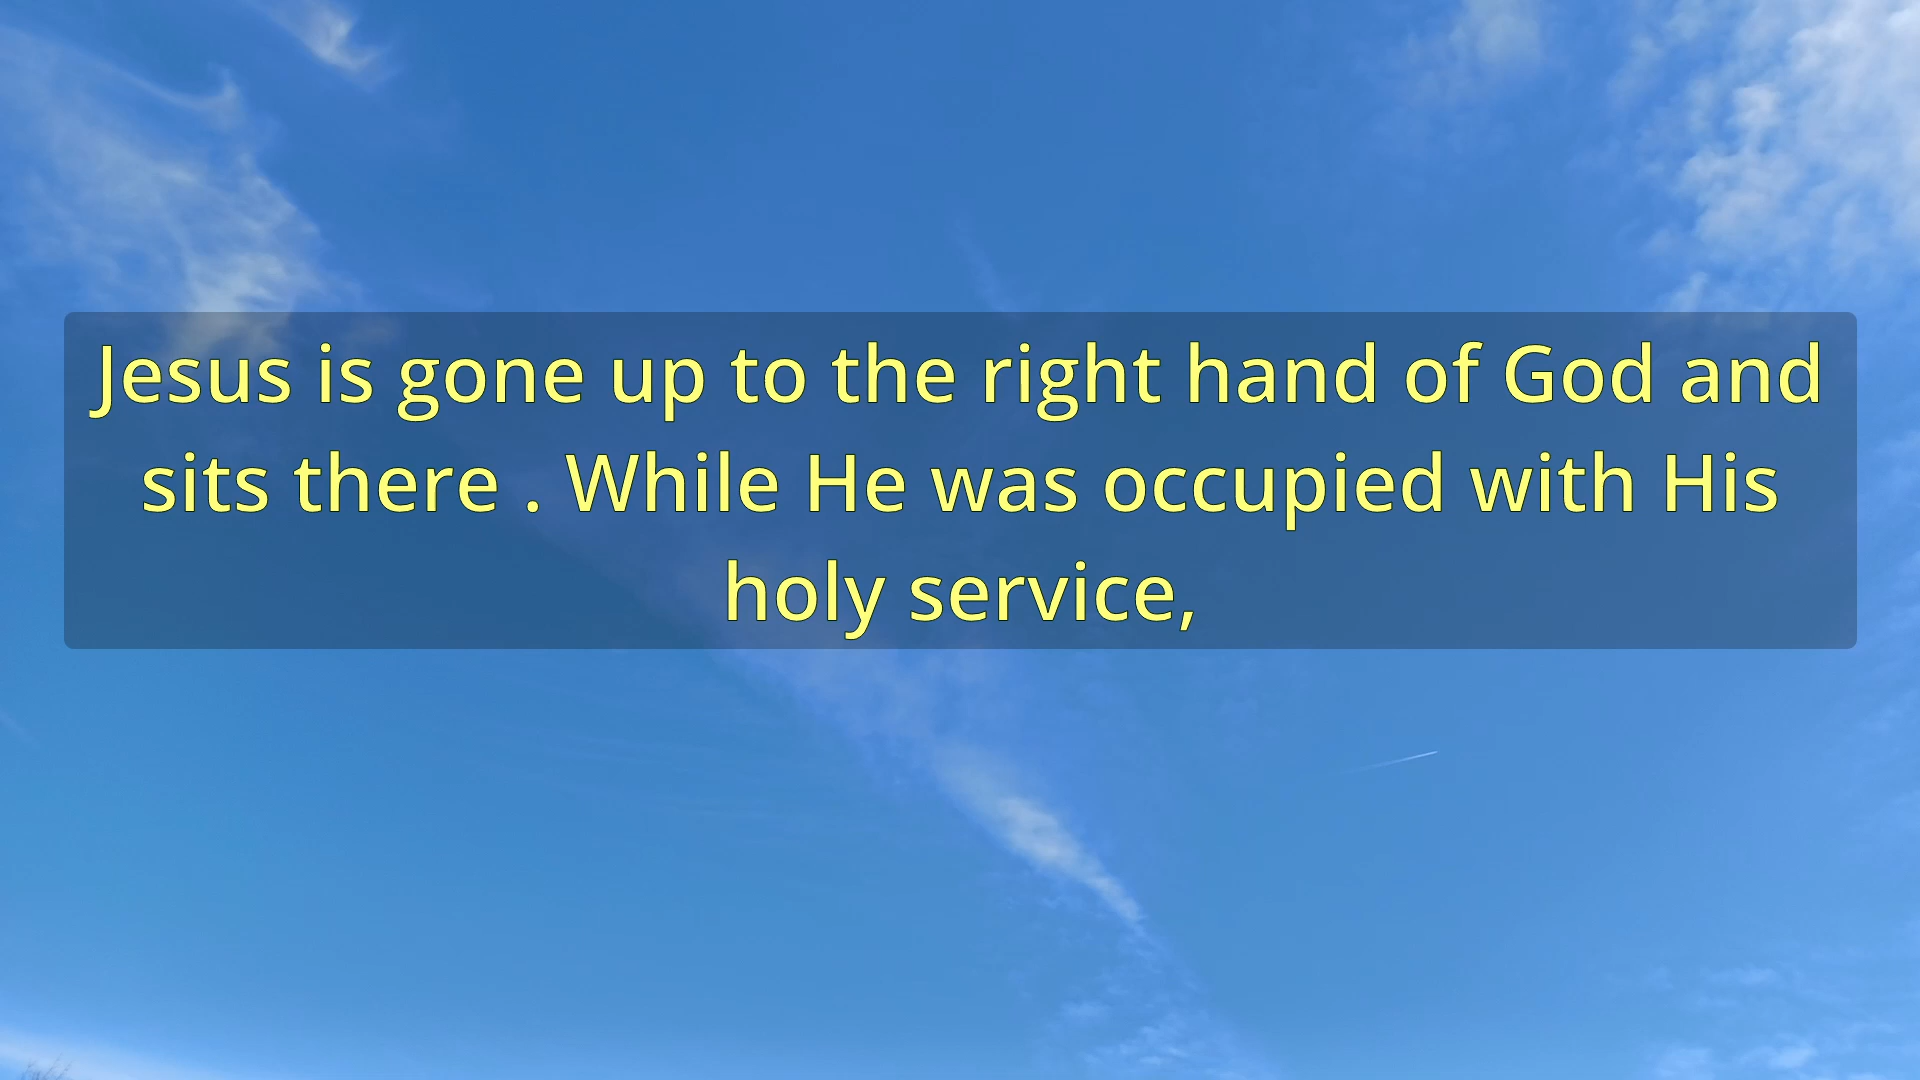 Jesus is gone up to the right hand of God and
sits there . While He was occupied with His
holy service,